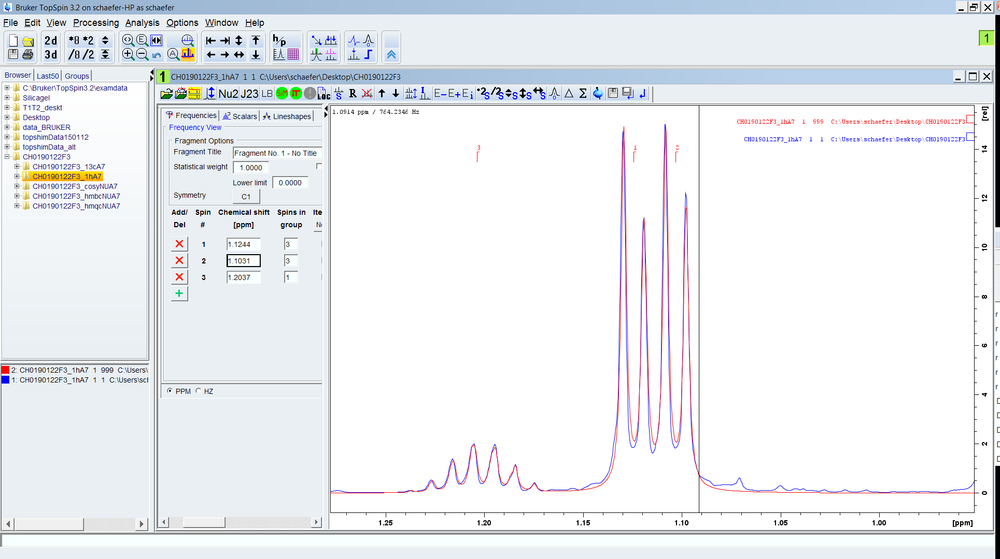 Bruker TopSpin 3.2 on schaefer-HP as schaefer
File Edit View Processing Analysis Options Window Help
2d *8 *2 h/p
3d /8 /2
1
Browser Last50 Groups
C:\Bruker\TopSpin3.2\examdata
Silicagel
T1T2_deskt
Desktop
data_BRUKER
topshimData150112
topshimData_alt
CH0190122F3
CH0190122F3_13cA7
CH0190122F3_1hA7
CH0190122F3_cosyNUA7
CH0190122F3_hmbcNUA7
CH0190122F3_hmqcNUA7
2: CH0190122F3_1hA7 1 999 C:\Users\
1: CH0190122F3_1hA7 1 1 C:\Users\sch
1 CH0190122F3_1hA7 1 1 C:\Users\schaefer\Desktop\CH0190122F3
Nu2 J23 LB SIM iT LOC S R E- E+ Ei *2S /2S S S S Σ
Frequencies Scalars Lineshapes
Frequency View
Fragment Options
Fragment Title Fragment No. 1 - No Title
Statistical weight 1.0000
Lower limit 0.0000
Symmetry C1
Add/ Spin Chemical shift Spins in Ite
Del # [ppm] group
1 1.1244 3
2 1.1031 3
3 1.2037 1
PPM HZ
1.0914 ppm / 764.2346 Hz
CH0190122F3_1hA7 1 999 C:\Users\schaefer\Desktop\CH0190122F3
CH0190122F3_1hA7 1 1 C:\Users\schaefer\Desktop\CH0190122F3
3 1 2
[rel]
14
12
10
8
6
4
2
0
1.25 1.20 1.15 1.10 1.05 1.00 [ppm]